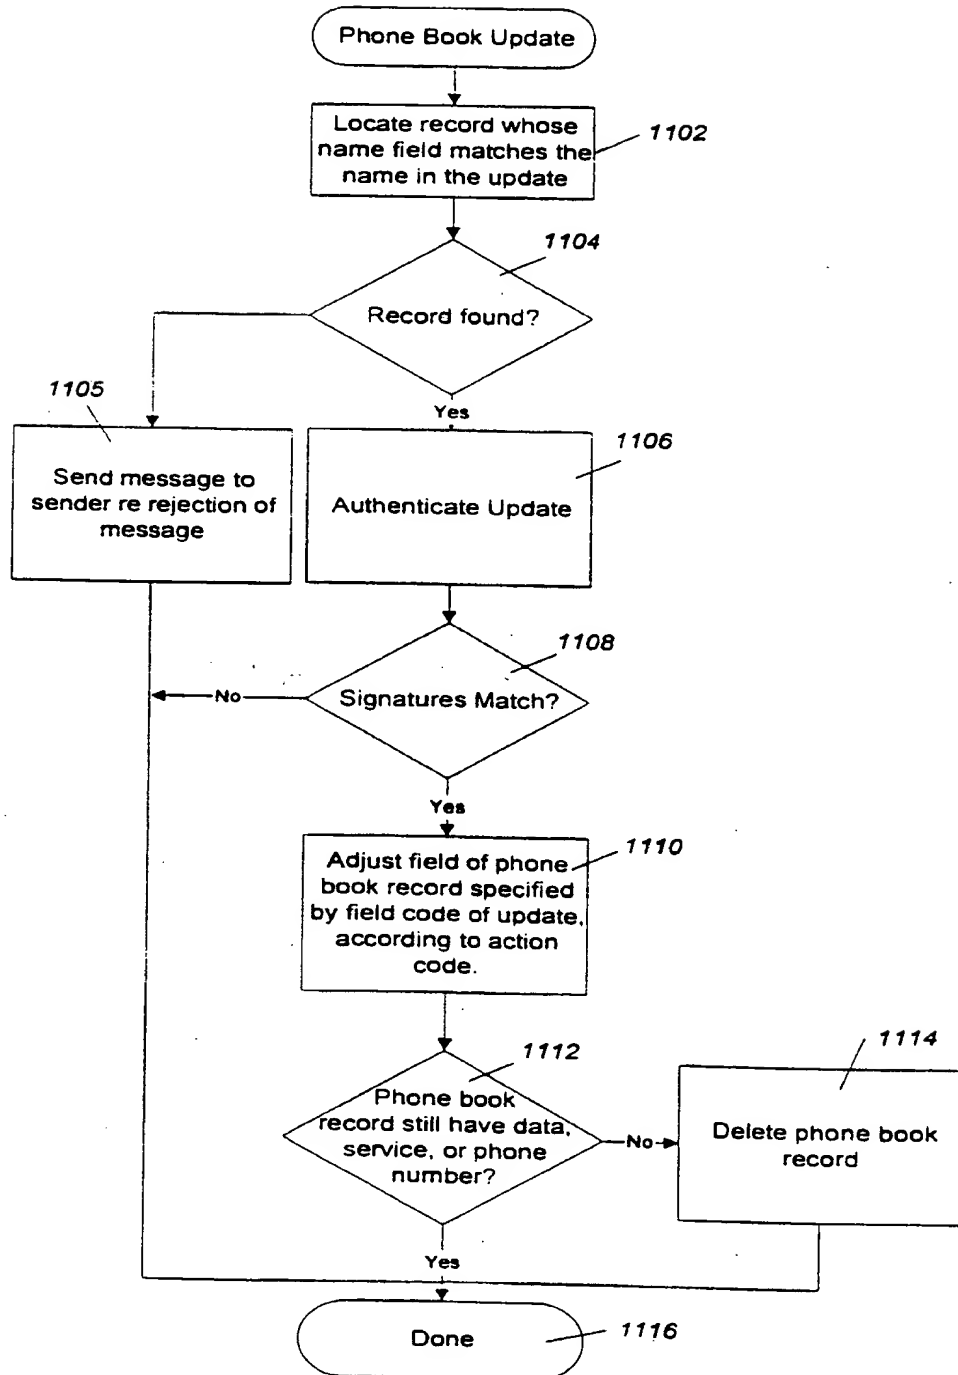 Phone Book Update
Locate record whose
name field matches the
name in the update
1102
1104
Record found?
1105
Yes
1106
Send message to
sender re rejection of
message
Authenticate Update
1108
Signatures Match?
No
Yes
1110
Adjust field of phone
book record specified
by field code of update,
according to action
code.
1112
1114
Phone book
record still have data,
service, or phone
number?
No
Delete phone book
record
Yes
Done
1116